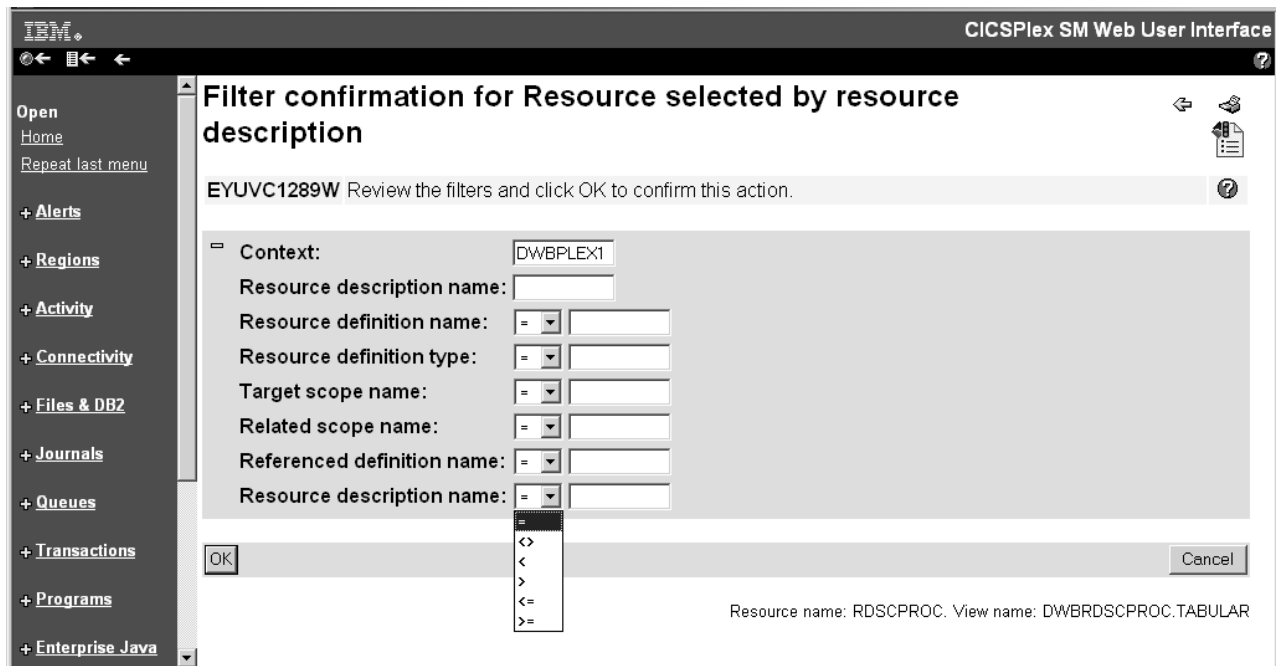 IBM.
CICSPlex SM Web User Interface
Open
Home
Repeat last menu
+ Alerts
+ Regions
+ Activity
+ Connectivity
+ Files & DB2
+ Journals
+ Queues
+ Transactions
+ Programs
+ Enterprise Java
Filter confirmation for Resource selected by resource
description
EYUVC1289W Review the filters and click OK to confirm this action.
Context: DWBPLEX1
Resource description name:
Resource definition name: =
Resource definition type: =
Target scope name: =
Related scope name: =
Referenced definition name: =
Resource description name: =
=
<>
<
>
<=
>=
OK
Cancel
Resource name: RDSCPROC. View name: DWBRDSCPROC.TABULAR